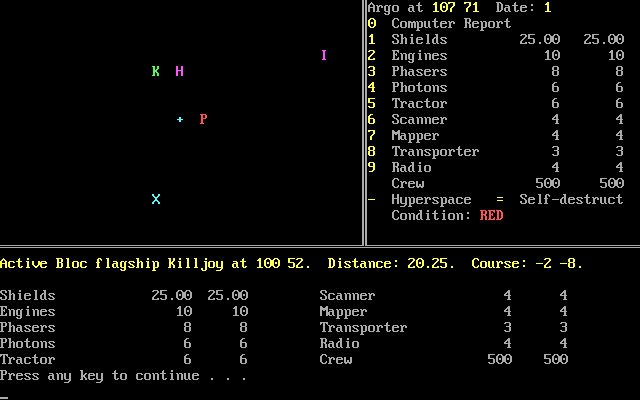 Argo at 107 71  Date: 1
0 Computer Report
I
1 Shields 25.00 25.00
2 Engines 10 10
K H
3 Phasers 8 8
4 Photons 6 6
5 Tractor 6 6
+ P
6 Scanner 4 4
7 Mapper 4 4
8 Transporter 3 3
9 Radio 4 4
Crew 500 500
X
- Hyperspace = Self-destruct
Condition: RED
Active Bloc flagship Killjoy at 100 52.  Distance: 20.25.  Course: -2 -8.
Shields 25.00 25.00 Scanner 4 4
Engines 10 10 Mapper 4 4
Phasers 8 8 Transporter 3 3
Photons 6 6 Radio 4 4
Tractor 6 6 Crew 500 500
Press any key to continue . . .